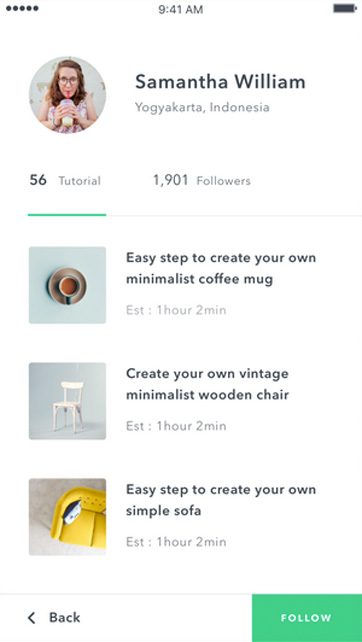 9:41 AM
Samantha William
Yogyakarta, Indonesia
56 Tutorial 1,901 Followers
Easy step to create your own
minimalist coffee mug
Est : 1hour 2min
Create your own vintage
minimalist wooden chair
Est : 1hour 2min
Easy step to create your own
simple sofa
Est : 1hour 2min
Back FOLLOW